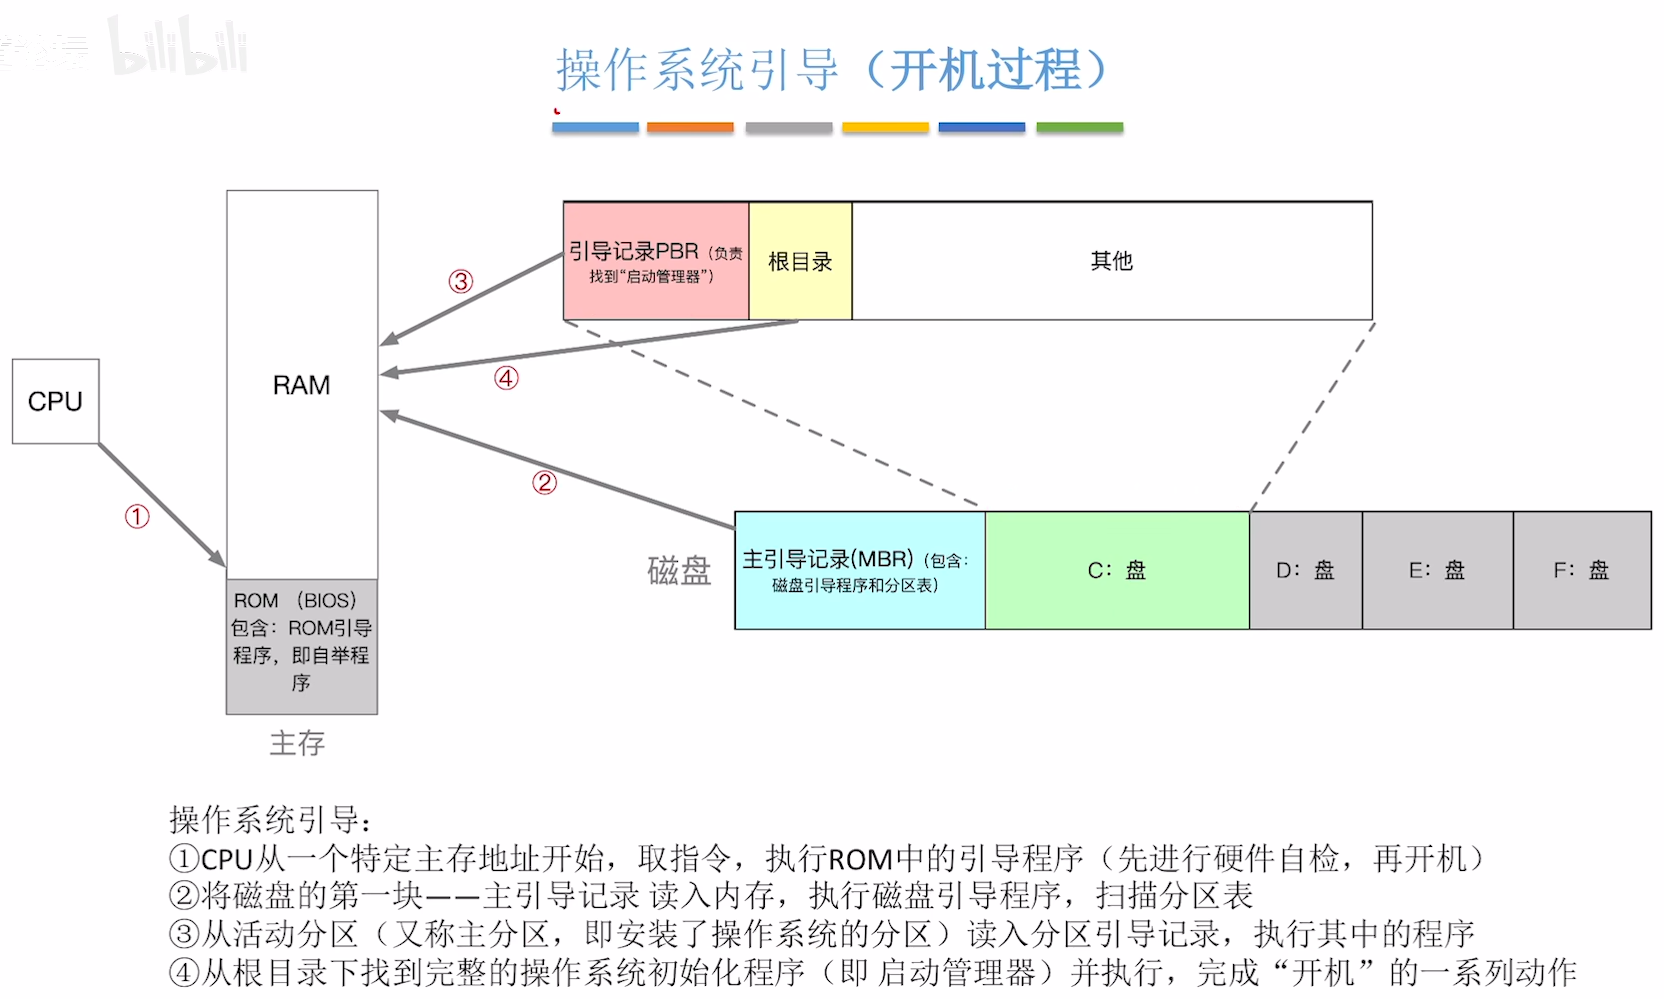 bilibili
操作系统引导（开机过程）
引导记录PBR（负责
找到“启动管理器”）
根目录
其他
③
④
CPU
RAM
①
②
磁盘
主引导记录(MBR)（包含：
磁盘引导程序和分区表）
C：盘
D：盘
E：盘
F：盘
ROM （BIOS）
包含：ROM引导
程序，即自举程
序
主存
操作系统引导：
①CPU从一个特定主存地址开始，取指令，执行ROM中的引导程序（先进行硬件自检，再开机）
②将磁盘的第一块——主引导记录 读入内存，执行磁盘引导程序，扫描分区表
③从活动分区（又称主分区，即安装了操作系统的分区）读入分区引导记录，执行其中的程序
④从根目录下找到完整的操作系统初始化程序（即 启动管理器）并执行，完成“开机”的一系列动作